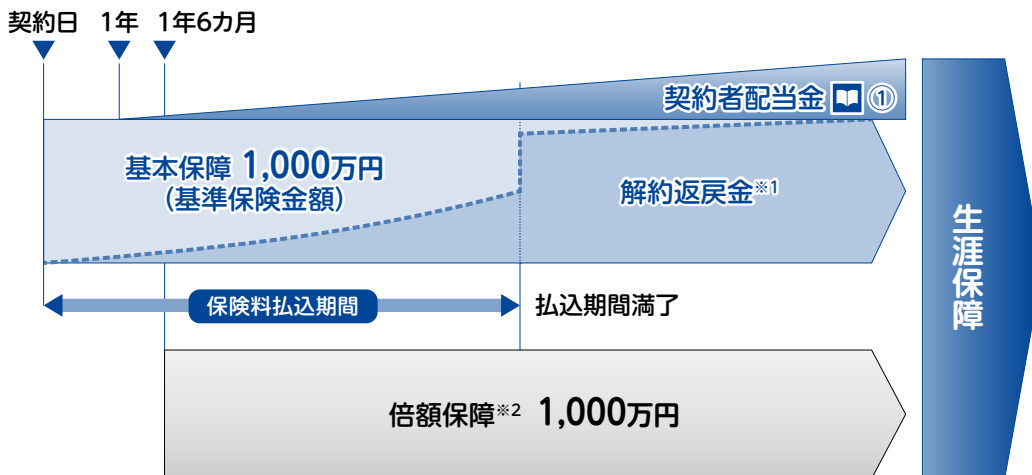 契約日 1年 1年6カ月
契約者配当金 ①
基本保障 1,000万円
(基準保険金額)
解約返戻金※1
生涯保障
保険料払込期間
払込期間満了
倍額保障※2 1,000万円